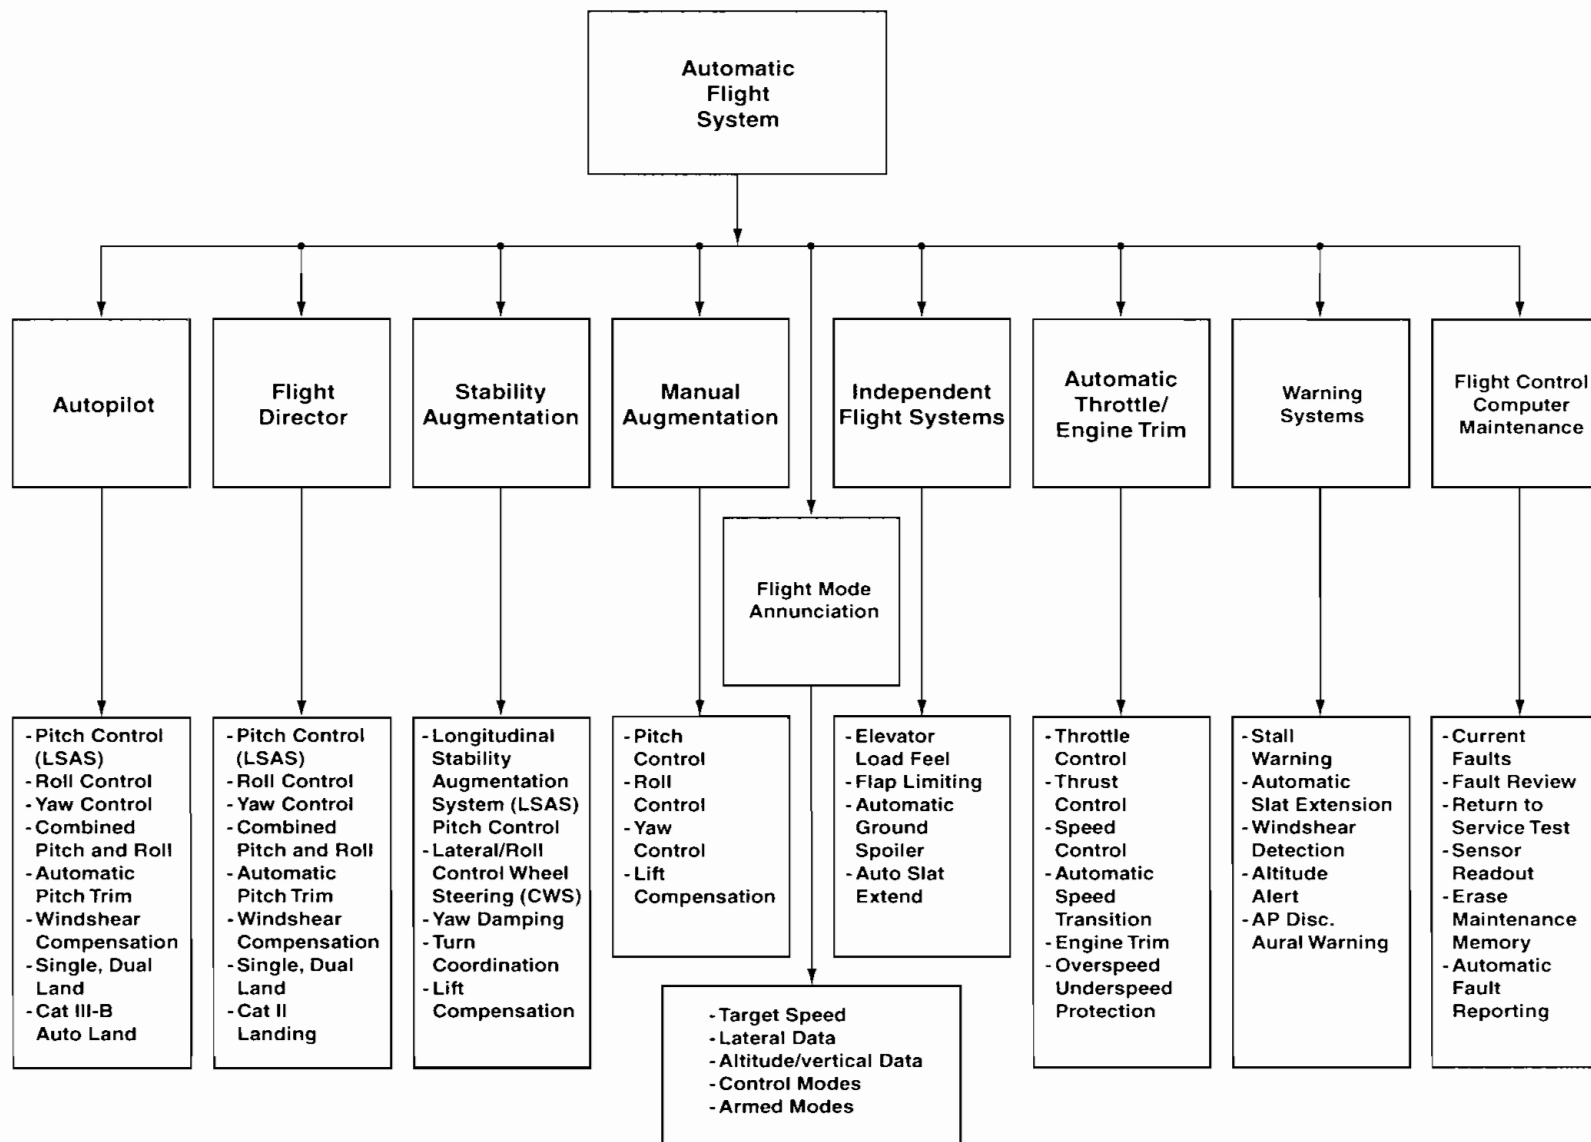 Automatic
Flight
System
Autopilot
Flight
Director
Stability
Augmentation
Manual
Augmentation
Independent
Flight Systems
Automatic
Throttle/
Engine Trim
Warning
Systems
Flight Control
Computer
Maintenance
Flight Mode
Annunciation
- Pitch Control
(LSAS)
- Roll Control
- Yaw Control
- Combined
Pitch and Roll
- Automatic
Pitch Trim
- Windshear
Compensation
- Single, Dual
Land
- Cat III-B
Auto Land
- Pitch Control
(LSAS)
- Roll Control
- Yaw Control
- Combined
Pitch and Roll
- Automatic
Pitch Trim
- Windshear
Compensation
- Single, Dual
Land
- Cat II
Landing
- Longitudinal
Stability
Augmentation
System (LSAS)
Pitch Control
- Lateral/Roll
Control Wheel
Steering (CWS)
- Yaw Damping
- Turn
Coordination
- Lift
Compensation
- Pitch
Control
- Roll
Control
- Yaw
Control
- Lift
Compensation
- Elevator
Load Feel
- Flap Limiting
- Automatic
Ground
Spoiler
- Auto Slat
Extend
- Throttle
Control
- Thrust
Control
- Speed
Control
- Automatic
Speed
Transition
- Engine Trim
- Overspeed
Underspeed
Protection
- Stall
Warning
- Automatic
Slat Extension
- Windshear
Detection
- Altitude
Alert
- AP Disc.
Aural Warning
- Current
Faults
- Fault Review
- Return to
Service Test
- Sensor
Readout
- Erase
Maintenance
Memory
- Automatic
Fault
Reporting
- Target Speed
- Lateral Data
- Altitude/vertical Data
- Control Modes
- Armed Modes